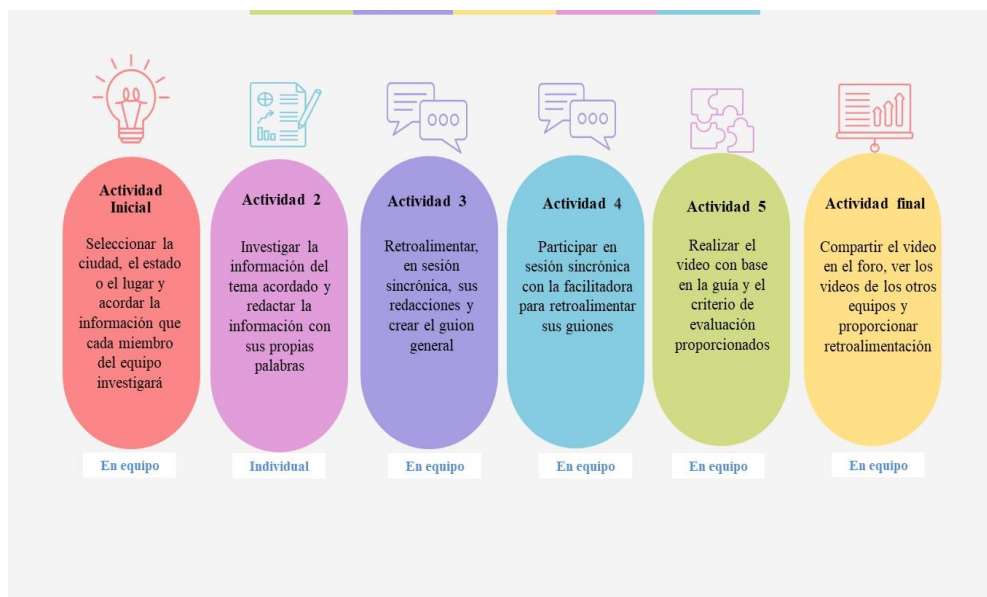 Actividad
Inicial
Seleccionar la
ciudad, el estado
o el lugar y
acordar la
información que
cada miembro
del equipo
investigará
En equipo
Actividad 2
Investigar la
información del
tema acordado y
redactar la
información con
sus propias
palabras
Individual
Actividad 3
Retroalimentar,
en sesión
sincrónica, sus
redacciones y
crear el guion
general
En equipo
Actividad 4
Participar en
sesión sincrónica
con la facilitadora
para retroalimentar
sus guiones
En equipo
Actividad 5
Realizar el
video con base
en la guía y el
criterio de
evaluación
proporcionados
En equipo
Actividad final
Compartir el video
en el foro, ver los
videos de los otros
equipos y
proporcionar
retroalimentación
En equipo